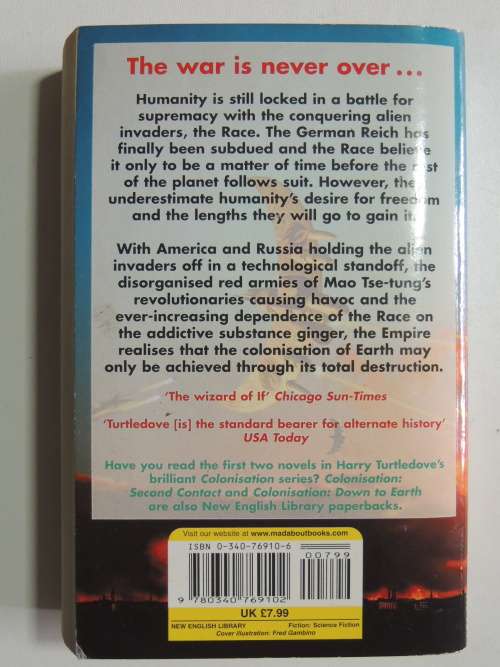 The war is never over ...
Humanity is still locked in a battle for
supremacy with the conquering alien
invaders, the Race. The German Reich has
finally been subdued and the Race believe
it only to be a matter of time before the rest
of the planet follows suit. However, they
underestimate humanity's desire for freedom
and the lengths they will go to gain it.
With America and Russia holding the alien
invaders off in a technological standoff, the
disorganised red armies of Mao Tse-tung's
revolutionaries causing havoc and the
ever-increasing dependence of the Race on
the addictive substance ginger, the Empire
realises that the colonisation of Earth may
only be achieved through its total destruction.
'The wizard of If' Chicago Sun-Times
'Turtledove [is] the standard bearer for alternate history'
USA Today
Have you read the first two novels in Harry Turtledove's
brilliant Colonisation series? Colonisation:
Second Contact and Colonisation: Down to Earth
are also New English Library paperbacks.
Visit our website at www.madaboutbooks.com
ISBN 0-340-76910-6
00799
9 780340 769102
UK £7.99
NEW ENGLISH LIBRARY Fiction: Science Fiction
Cover illustration: Fred Gambino